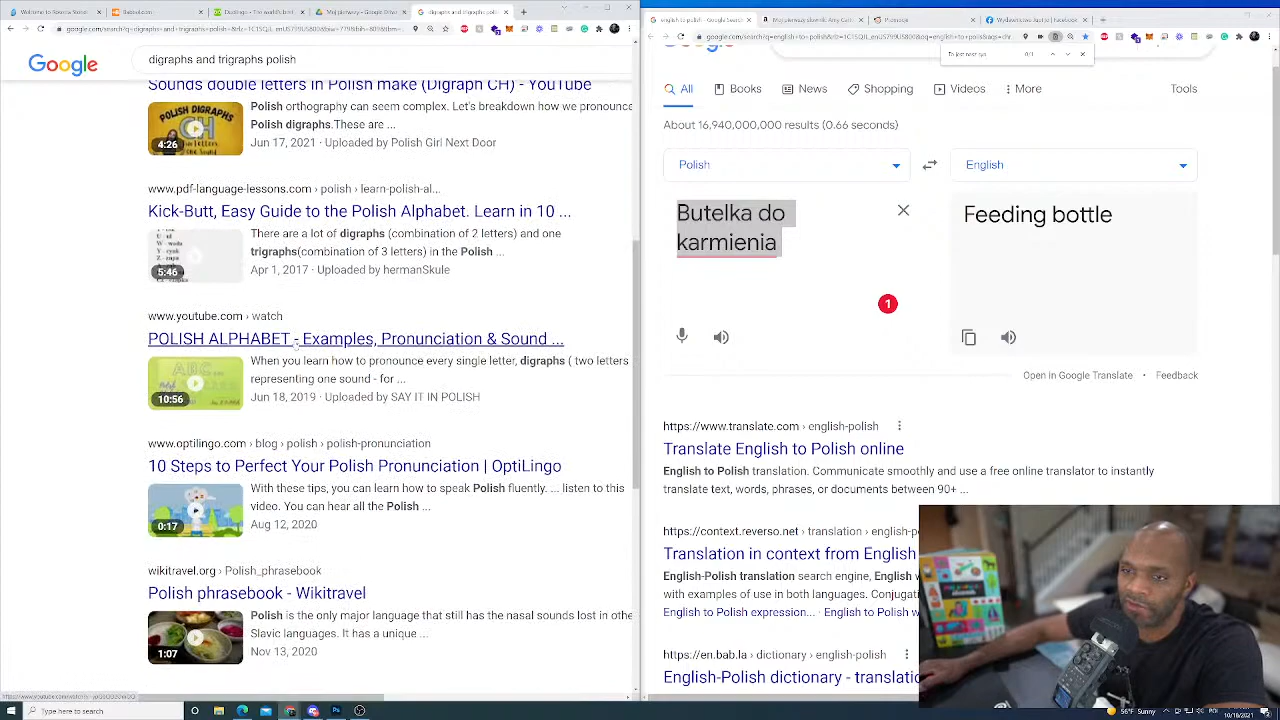 digraphs and trigraphs polish
Google
Sounds double letters in Polish make (Digraph CH) - YouTube
Polish orthography can seem complex. Let's breakdown how we pronounce
Polish digraphs.These are ...
4:26
Jun 17, 2021 · Uploaded by Polish Girl Next Door
www.pdf-language-lessons.com › polish › learn-polish-al...
Kick-Butt, Easy Guide to the Polish Alphabet. Learn in 10 ...
There are a lot of digraphs (combination of 2 letters) and one
trigraphs(combination of 3 letters) in the Polish ...
5:46
Apr 1, 2017 · Uploaded by hermanSkule
www.youtube.com › watch
POLISH ALPHABET - Examples, Pronunciation & Sound ...
When you learn how to pronounce every single letter, digraphs ( two letters
representing one sound - for ...
10:56
Jun 18, 2019 · Uploaded by SAY IT IN POLISH
www.optilingo.com › blog › polish › polish-pronunciation
10 Steps to Perfect Your Polish Pronunciation | OptiLingo
With these tips, you can learn how to speak Polish fluently. ... listen to this
video. You can hear all the Polish ...
0:17
Aug 12, 2020
wikitravel.org › Polish_phrasebook
Polish phrasebook - Wikitravel
Polish is the only major language that still has the nasal sounds lost in othe
Slavic languages. It has a unique ...
1:07
Nov 13, 2020
Type here to search
All
Books
News
Shopping
Videos
More
Tools
About 16,940,000,000 results (0.66 seconds)
Polish
English
Butelka do
karmienia
Feeding bottle
1
Open in Google Translate • Feedback
https://www.translate.com › english-polish
Translate English to Polish online
English to Polish translation. Communicate smoothly and use a free online translator to instantly
translate text, words, phrases, or documents between 90+ ...
https://context.reverso.net › translation › english-p
Translation in context from English
English-Polish translation search engine, English w
with examples of use in both languages. Conjugati
English to Polish expression... · English to Polish w
https://en.bab.la › dictionary › english-polish
English-Polish dictionary - translatio
56°F Sunny
10/18/2021